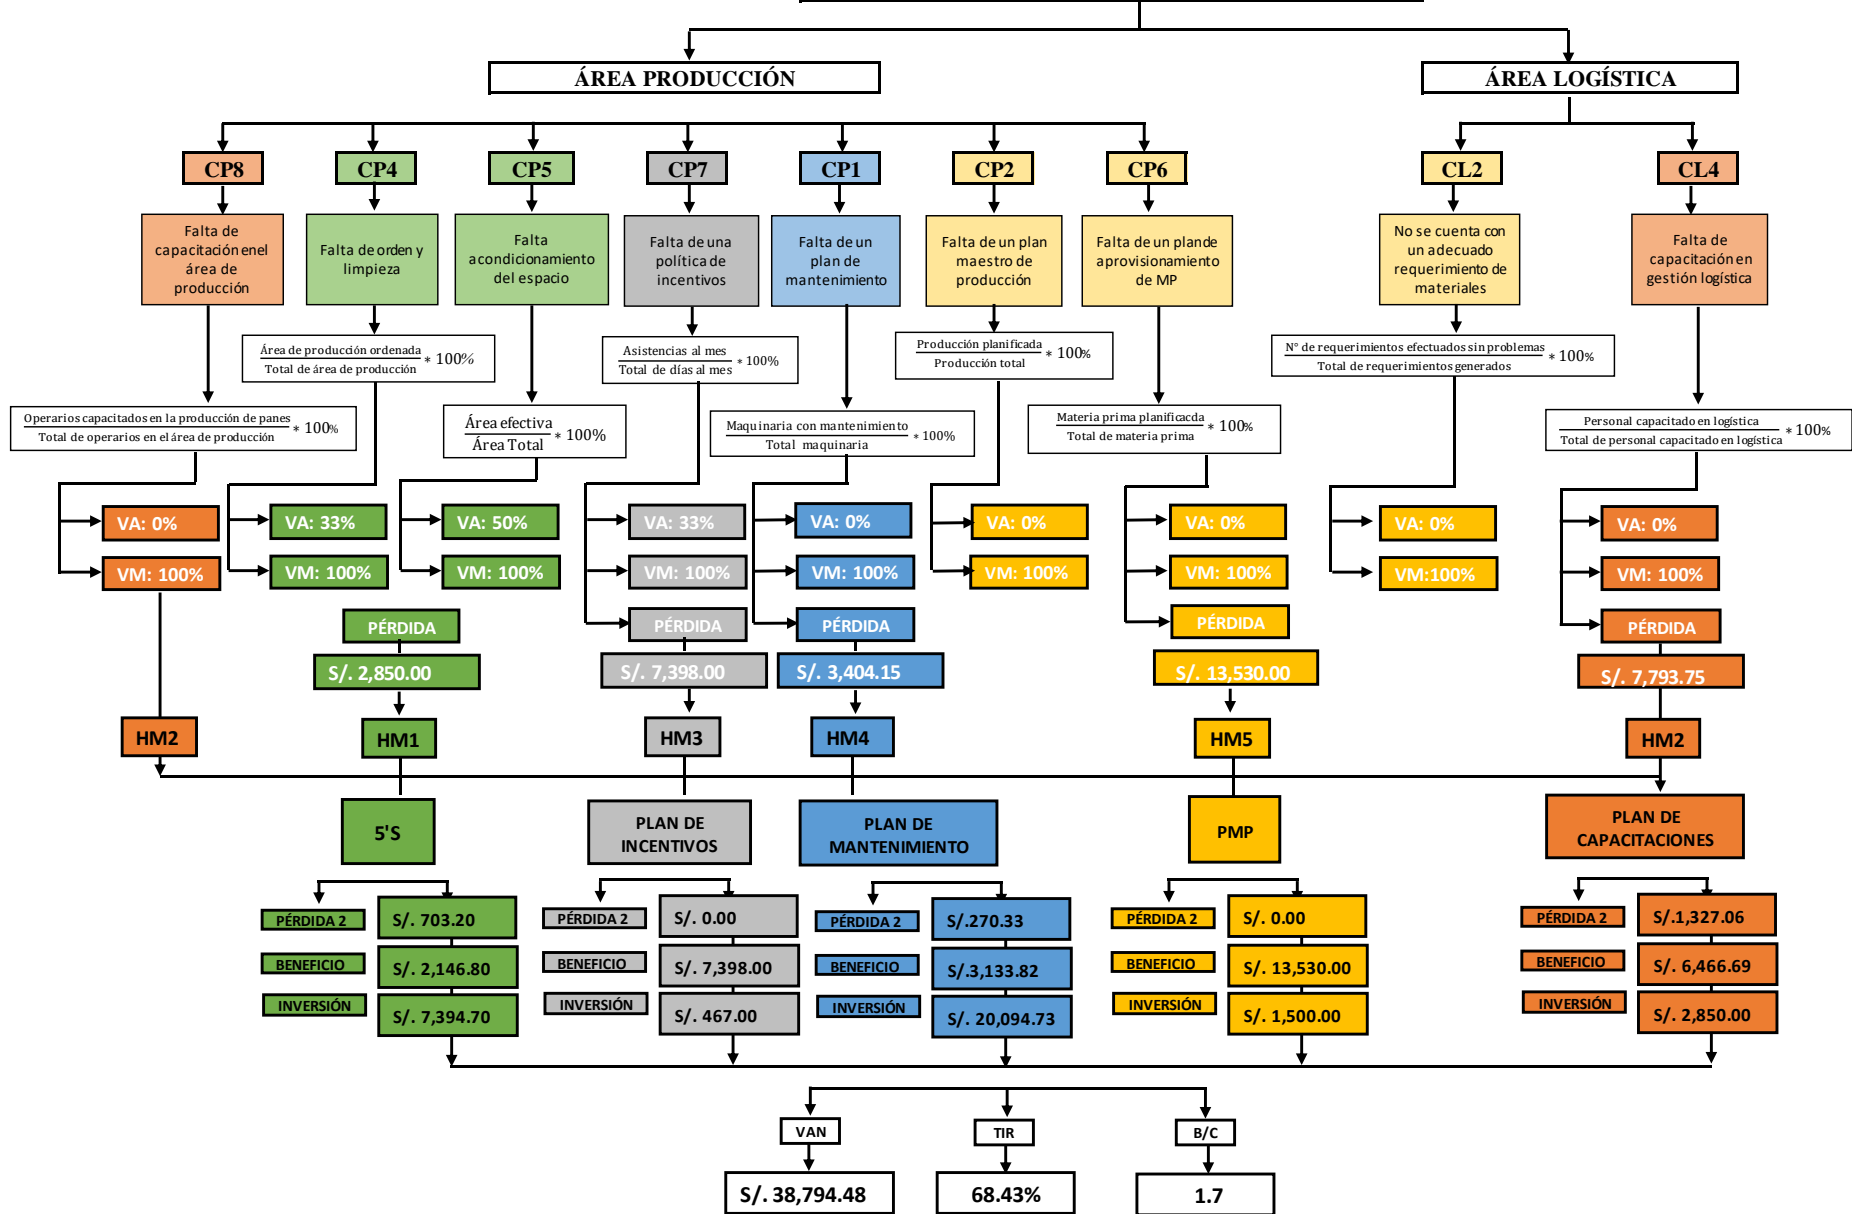 ÁREA PRODUCCIÓN
ÁREA LOGÍSTICA
CP8
CP4
CP5
CP7
CP1
CP2
CP6
CL2
CL4
Falta de
capacitación enel
área de
producción
Falta de orden y
limpieza
Falta
acondicionamiento
del espacio
Falta de una
política de
incentivos
Falta de un
plan de
mantenimiento
Falta de un plan
maestro de
producción
Falta de un plande
aprovisionamiento
de MP
No se cuenta con
un adecuado
requerimiento de
materiales
Falta de
capacitación en
gestión logística
Área de producción ordenada
Total de área de producción
* 100%
Asistencias al mes
Total de días al mes
* 100%
Producción planificada
Producción total
* 100%
N° de requerimientos efectuados sin problemas
Total de requerimientos generados
* 100%
Operarios capacitados en la producción de panes
Total de operarios en el área de producción
* 100%
Área efectiva
Área Total
* 100%
Maquinaria con mantenimiento
Total maquinaria
* 100%
Materia prima planificacda
Total de materia prima
* 100%
Personal capacitado en logística
Total de personal capacitado en logística
* 100%
VA: 0%
VA: 33%
VA: 50%
VA: 33%
VA: 0%
VA: 0%
VA: 0%
VA: 0%
VA: 0%
VM: 100%
VM: 100%
VM: 100%
VM: 100%
VM: 100%
VM: 100%
VM: 100%
VM:100%
VM: 100%
PÉRDIDA
PÉRDIDA
PÉRDIDA
PÉRDIDA
PÉRDIDA
S/. 2,850.00
S/. 7,398.00
S/. 3,404.15
S/. 13,530.00
S/. 7,793.75
HM2
HM1
HM3
HM4
HM5
HM2
5'S
PLAN DE
INCENTIVOS
PLAN DE
MANTENIMIENTO
PMP
PLAN DE
CAPACITACIONES
PÉRDIDA 2
S/. 703.20
PÉRDIDA 2
S/. 0.00
PÉRDIDA 2
S/.270.33
PÉRDIDA 2
S/. 0.00
PÉRDIDA 2
S/.1,327.06
BENEFICIO
S/. 2,146.80
BENEFICIO
S/. 7,398.00
BENEFICIO
S/.3,133.82
BENEFICIO
S/. 13,530.00
BENEFICIO
S/. 6,466.69
INVERSIÓN
S/. 7,394.70
INVERSIÓN
S/. 467.00
INVERSIÓN
S/. 20,094.73
INVERSIÓN
S/. 1,500.00
INVERSIÓN
S/. 2,850.00
VAN
TIR
B/C
S/. 38,794.48
68.43%
1.7